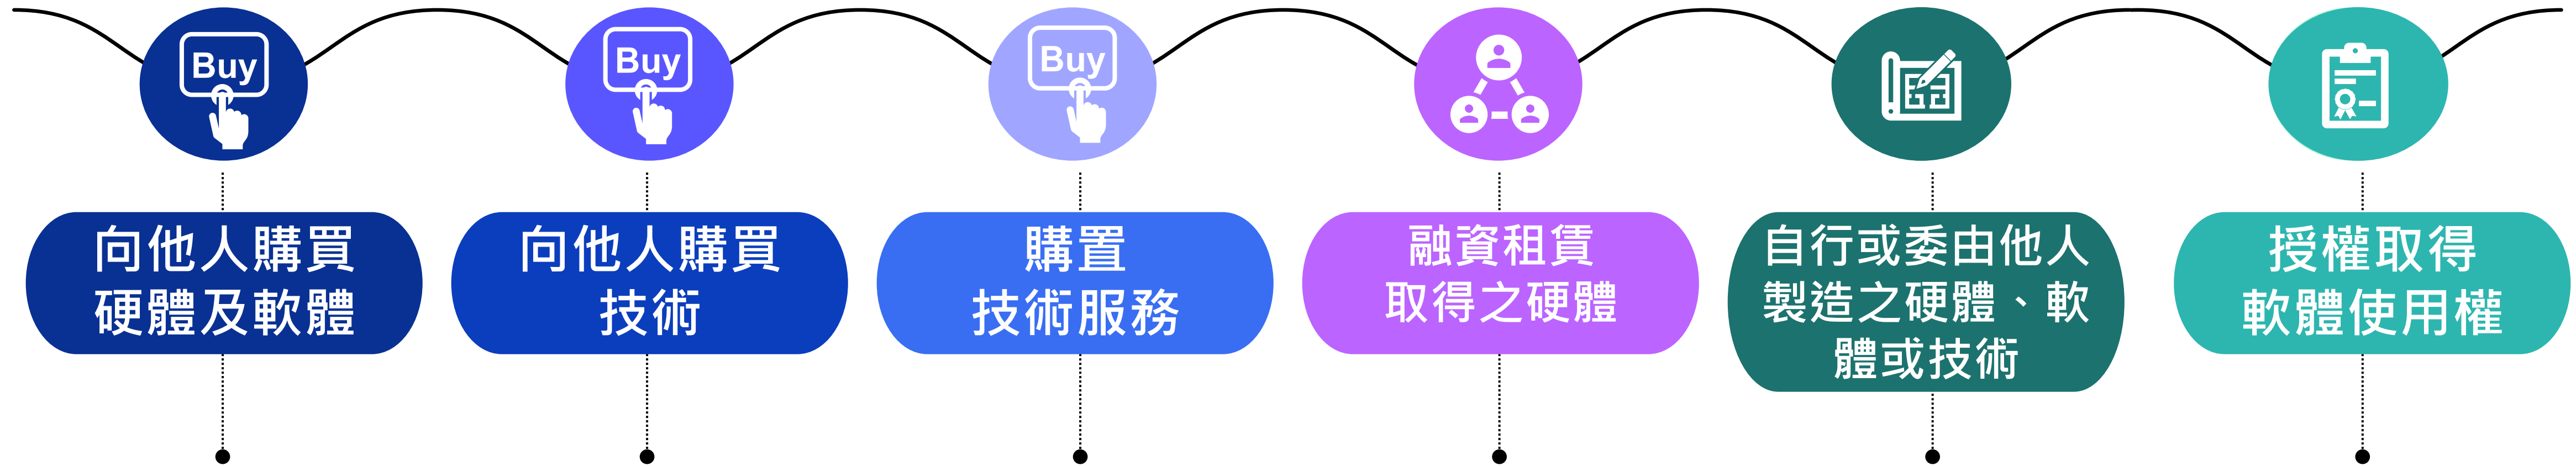 Buy
Buy
Buy
向他人購買
硬體及軟體
向他人購買
技術
購置
技術服務
融資租賃
取得之硬體
自行或委由他人
製造之硬體、軟
體或技術
授權取得
軟體使用權